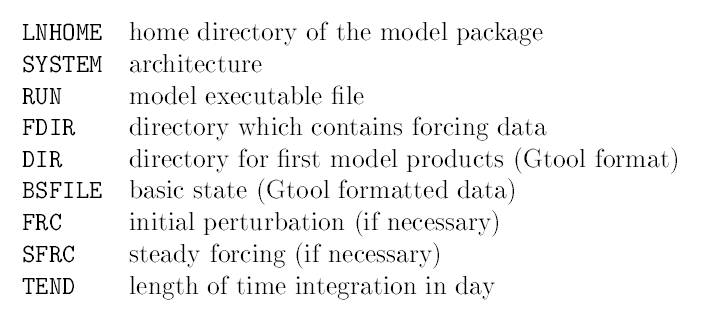 LNHOME home directory of the model package
SYSTEM architecture
RUN model executable file
FDIR directory which contains forcing data
DIR directory for first model products (Gtool format)
BSFILE basic state (Gtool formatted data)
FRC initial perturbation (if necessary)
SFRC steady forcing (if necessary)
TEND length of time integration in day